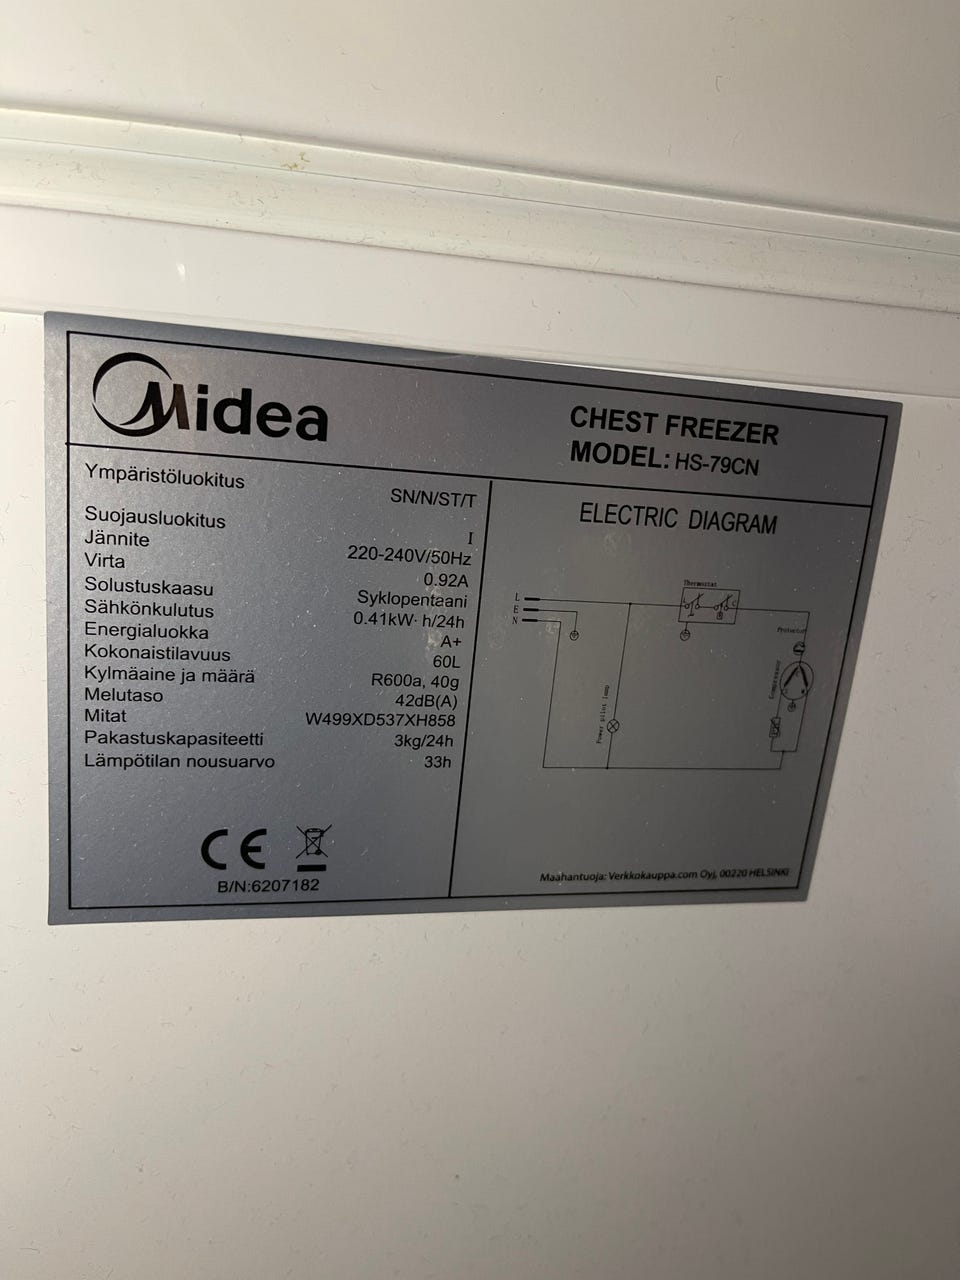 Midea
CHEST FREEZER
MODEL: HS-79CN
Ympäristöluokitus SN/N/ST/T
Suojausluokitus I
Jännite 220-240V/50Hz
Virta 0.92A
Solustuskaasu Syklopentaani
Sähkönkulutus 0.41kW· h/24h
Energialuokka A+
Kokonaistilavuus 60L
Kylmäaine ja määrä R600a, 40g
Melutaso 42dB(A)
Mitat W499XD537XH858
Pakastuskapasiteetti 3kg/24h
Lämpötilan nousuarvo 33h
CE
B/N:6207182
ELECTRIC DIAGRAM
Thermostat
L
E
N
Protector
Compressor
Power pilot lamp
Maahantuoja: Verkkokauppa.com Oyj, 00220 HELSINKI